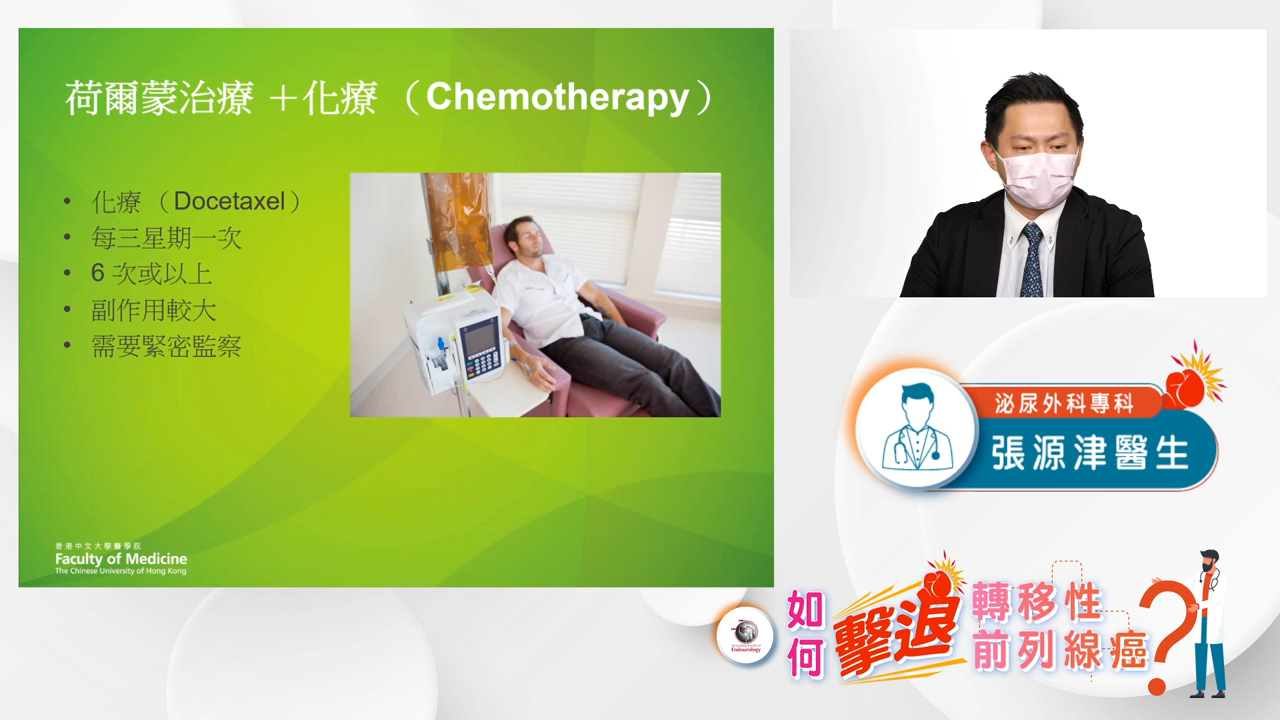 荷爾蒙治療 ＋化療 （Chemotherapy）
• 化療 （Docetaxel）
• 每三星期一次
• 6 次或以上
• 副作用較大
• 需要緊密監察
香港中文大學醫學院
Faculty of Medicine
The Chinese University of Hong Kong
泌尿外科專科
張源津醫生
Endourology
如何擊退轉移性前列線癌?